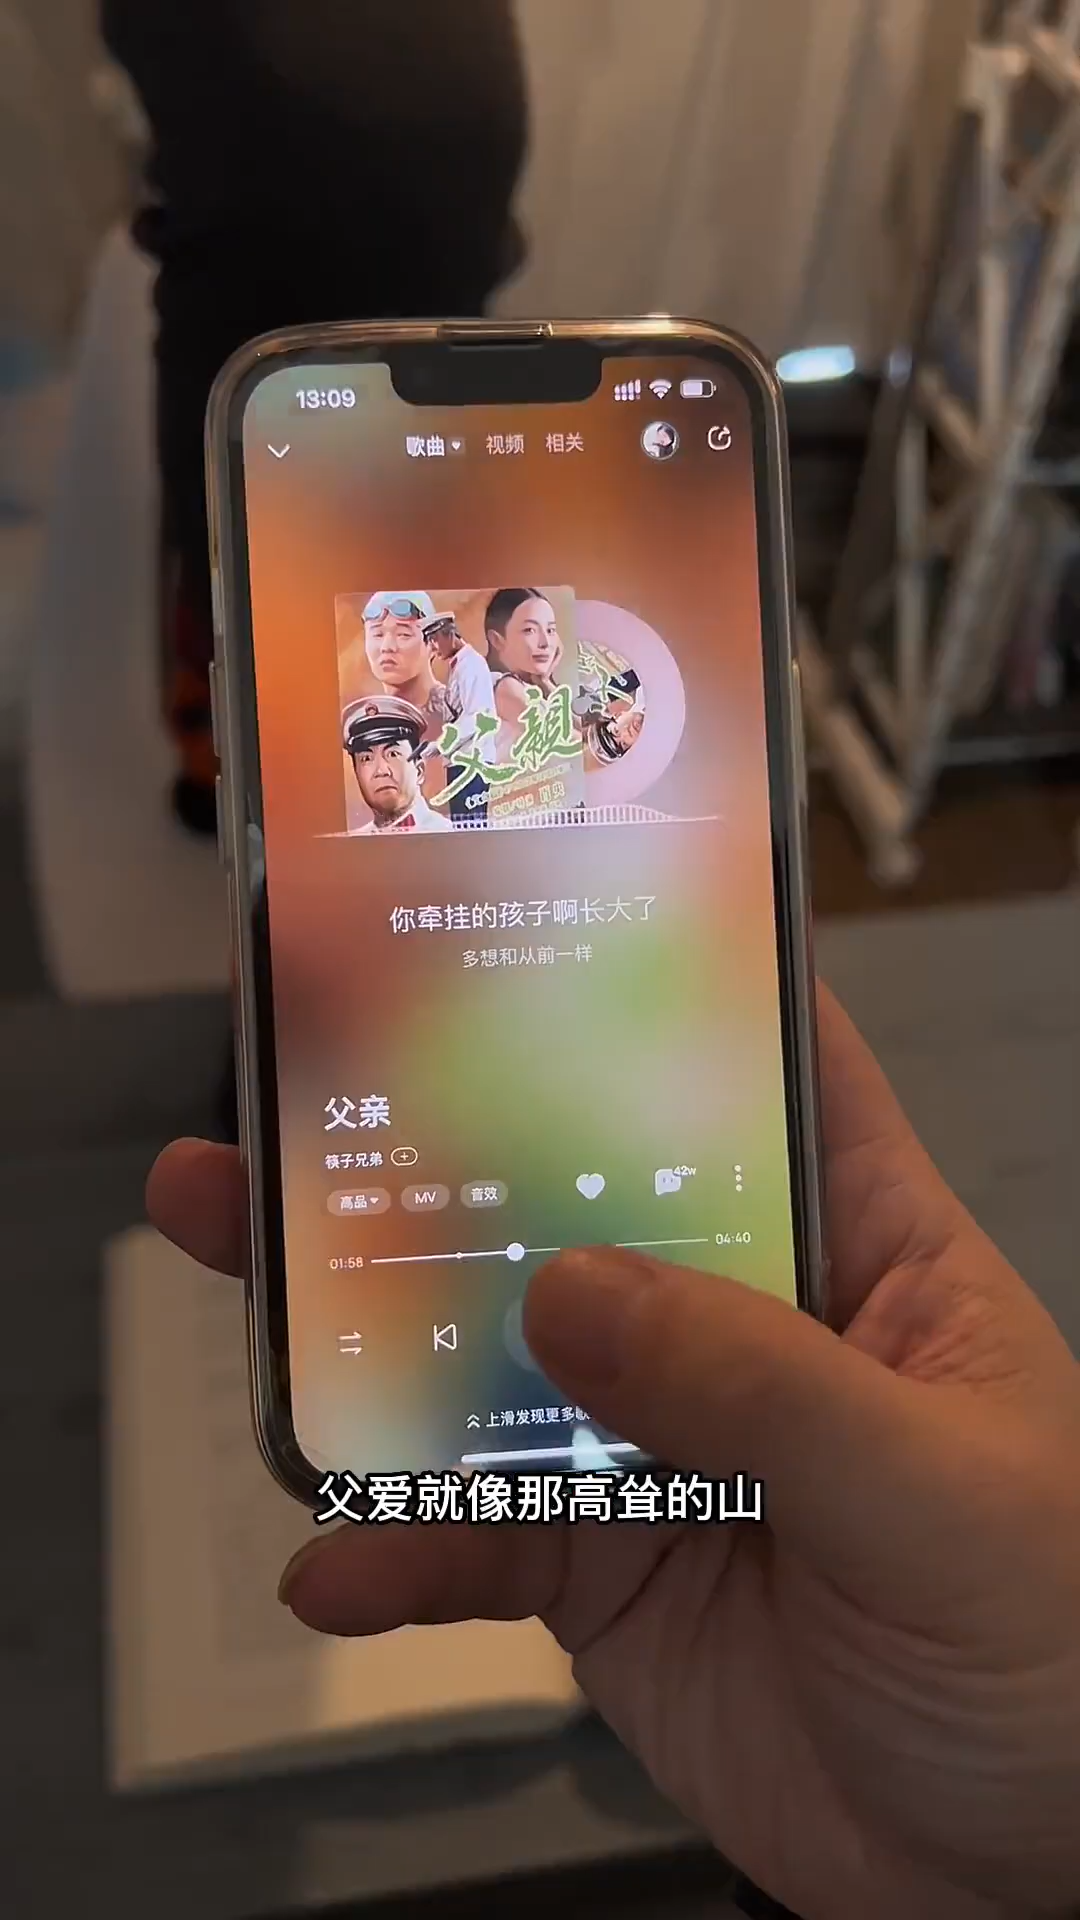 13:09
歌曲
视频
相关
父親
肖央
你牵挂的孩子啊长大了
多想和从前一样
父亲
筷子兄弟
高品
MV
音效
42w
01:58
04:40
上滑发现更多
父爱就像那高耸的山